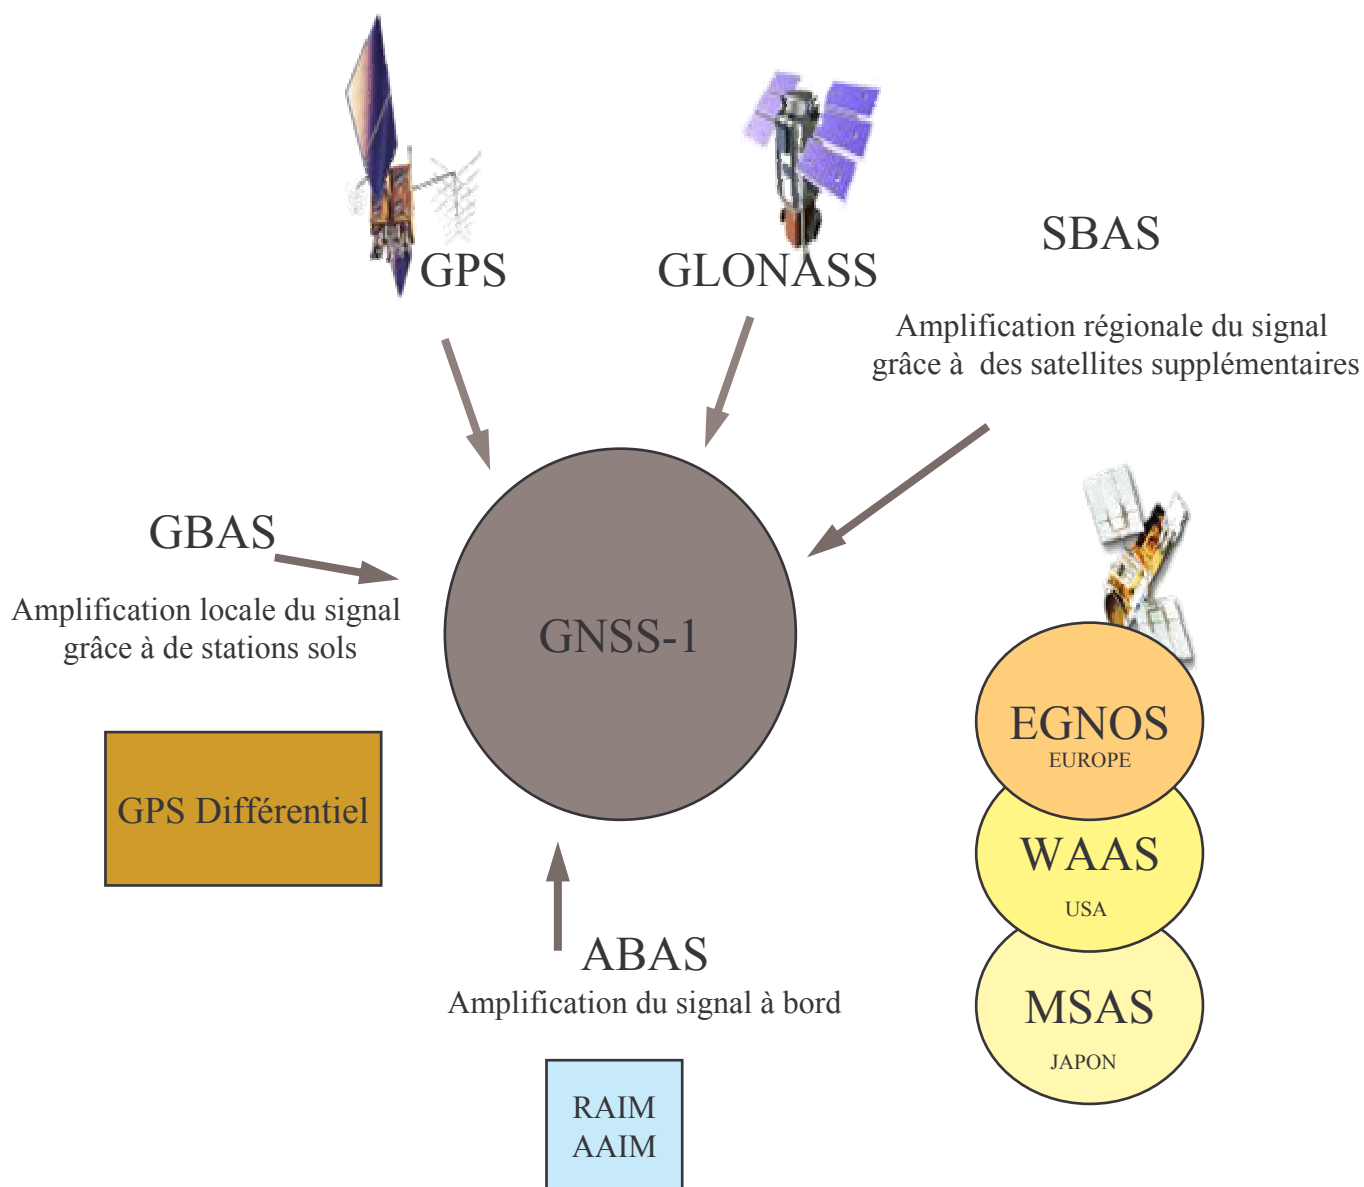 GPS
GLONASS
SBAS
Amplification régionale du signal
grâce à  des satellites supplémentaires
GBAS
Amplification locale du signal
grâce à de stations sols
GNSS-1
GPS Différentiel
EGNOS
EUROPE
WAAS
USA
MSAS
JAPON
ABAS
Amplification du signal à bord
RAIM
AAIM